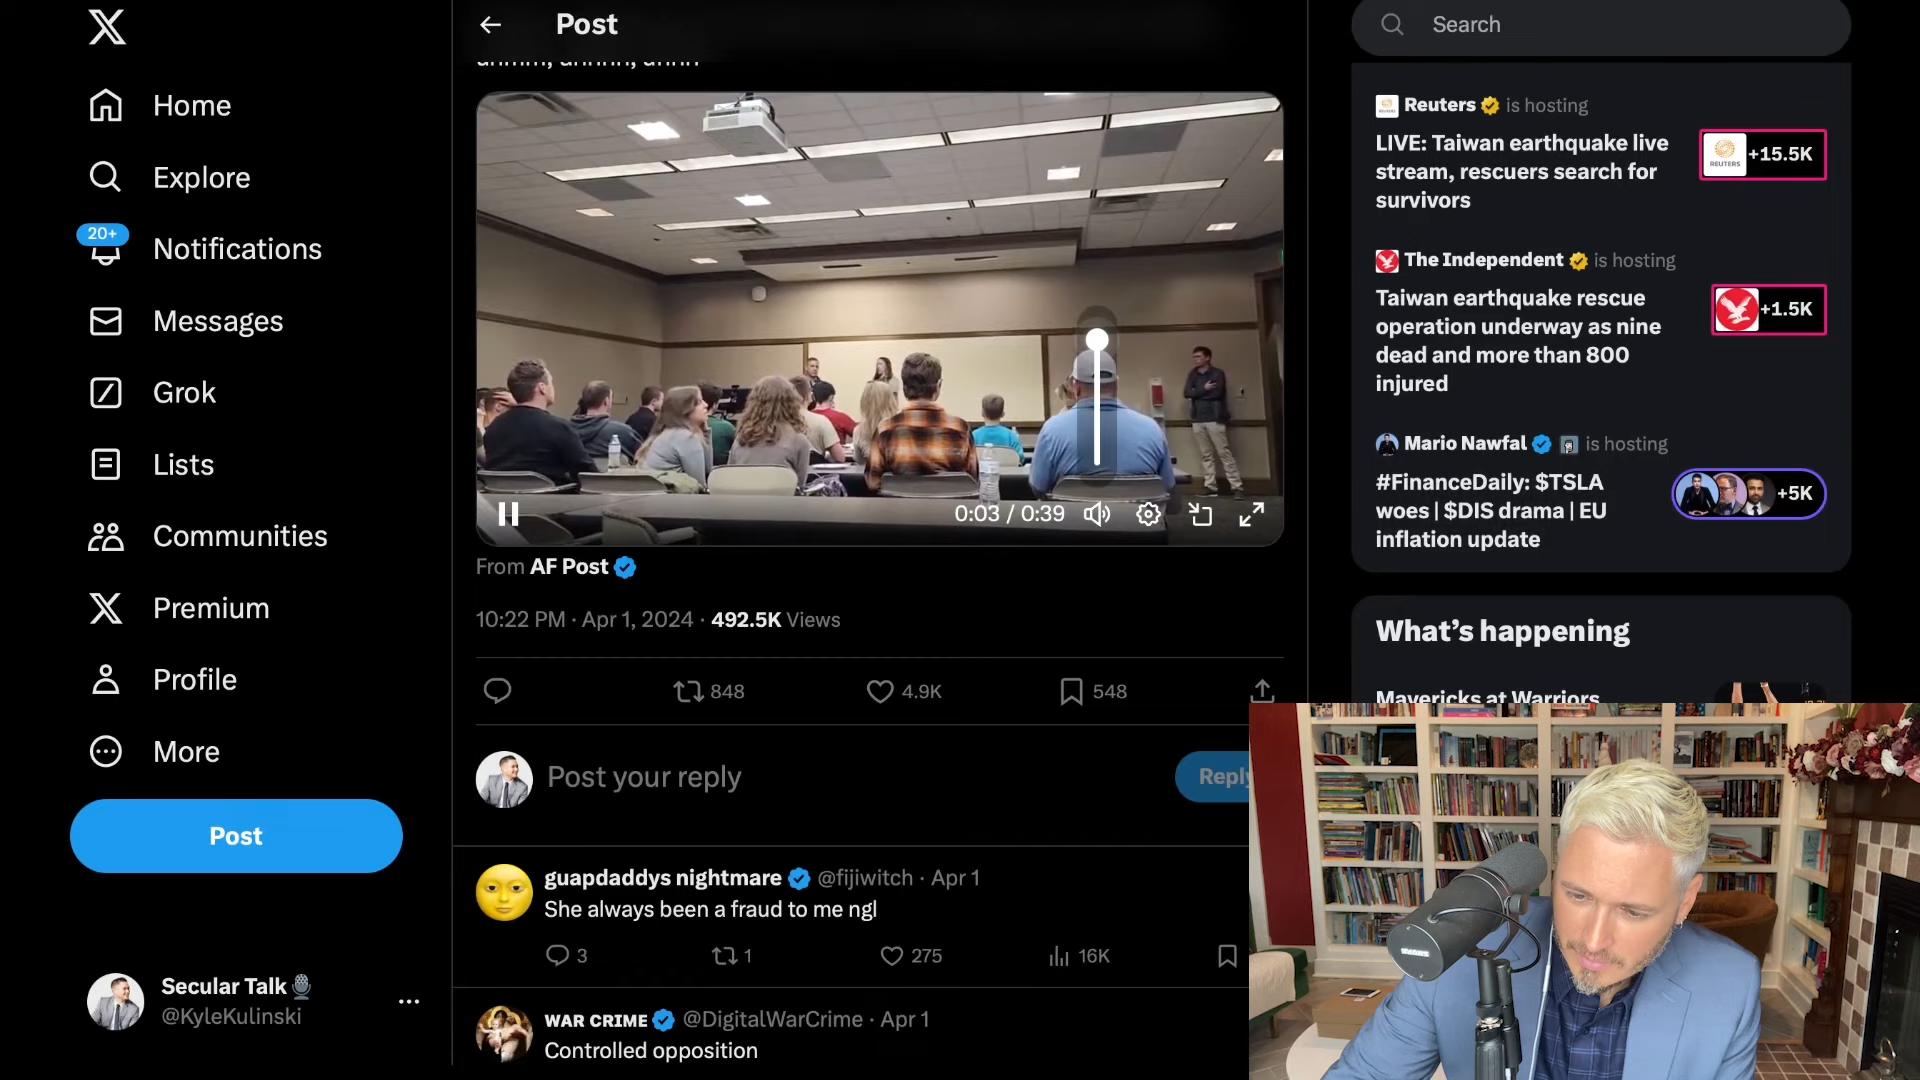 Home
Explore
20+
Notifications
Messages
Grok
Lists
Communities
Premium
Profile
More
Post
Secular Talk
@KyleKulinski
Post
uhmm, uhhhh, uhhh
0:03 / 0:39
From AF Post
10:22 PM · Apr 1, 2024 · 492.5K Views
848
4.9K
548
Post your reply
Reply
guapdaddys nightmare @fijiwitch · Apr 1
She always been a fraud to me ngl
3
1
275
16K
WAR CRIME @DigitalWarCrime · Apr 1
Controlled opposition
Search
Reuters is hosting
LIVE: Taiwan earthquake live
stream, rescuers search for
survivors
REUTERS
+15.5K
The Independent is hosting
Taiwan earthquake rescue
operation underway as nine
dead and more than 800
injured
+1.5K
Mario Nawfal is hosting
#FinanceDaily: $TSLA
woes | $DIS drama | EU
inflation update
+5K
What's happening
Mavericks at Warriors